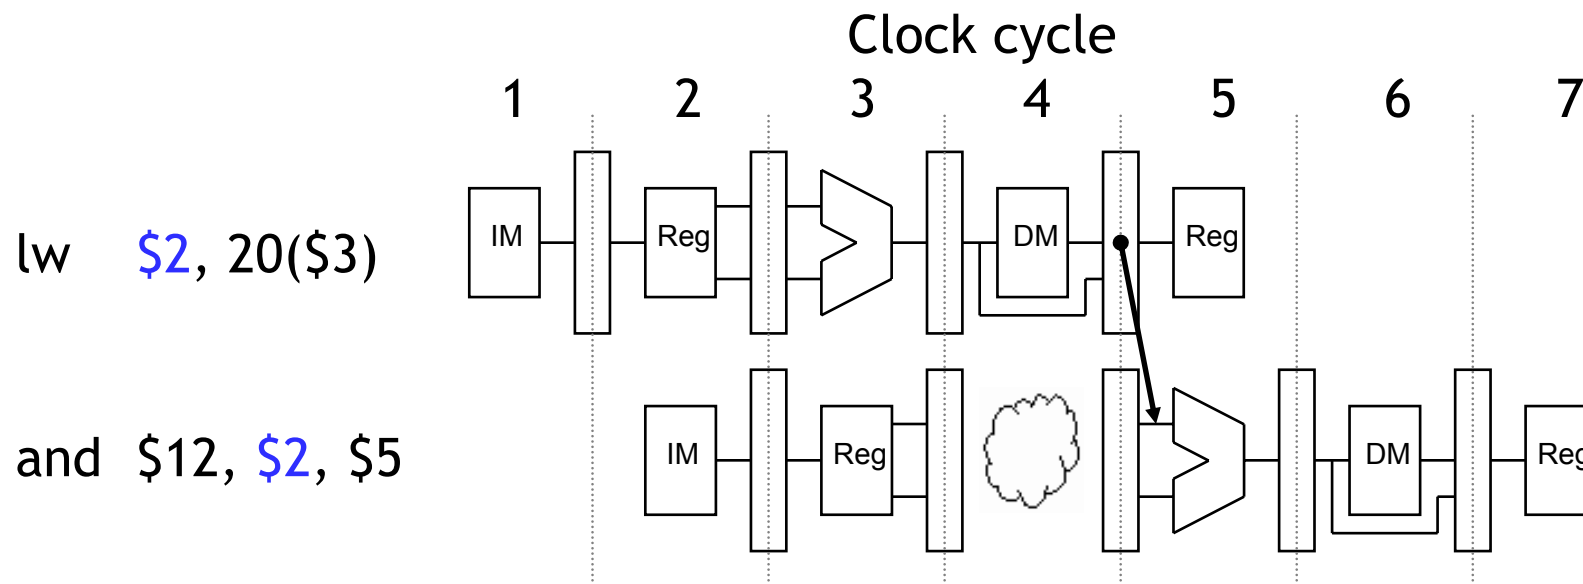 Clock cycle
1 2 3 4 5 6 7
IM Reg DM Reg
lw $2, 20($3)
IM Reg DM Reg
and $12, $2, $5